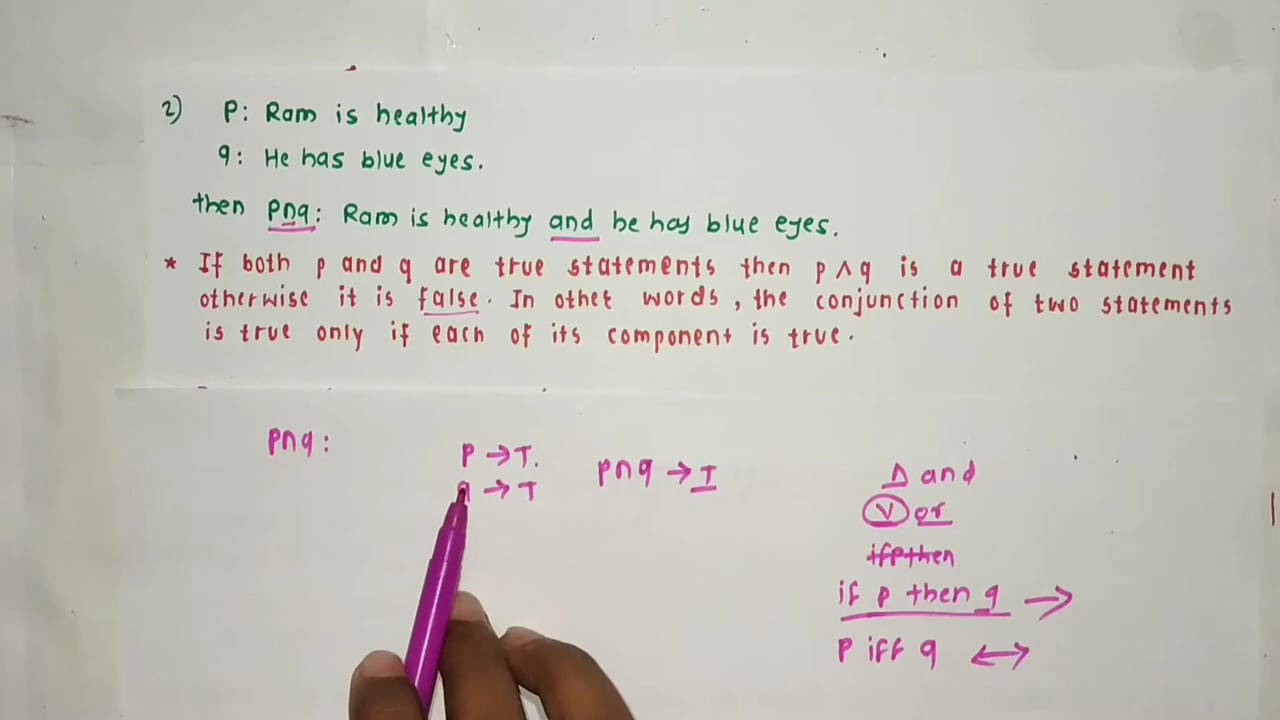 2) P: Ram is healthy
q: He has blue eyes.
then p∧q: Ram is healthy and he has blue eyes.
* If both p and q are true statements then p∧q is a true statement
otherwise it is false. In other words, the conjunction of two statements
is true only if each of its component is true.
p∧q:
P → T.
q → T
p∧q → T
∧ and
∨ or
if p then
if p then q →
P iff q ↔